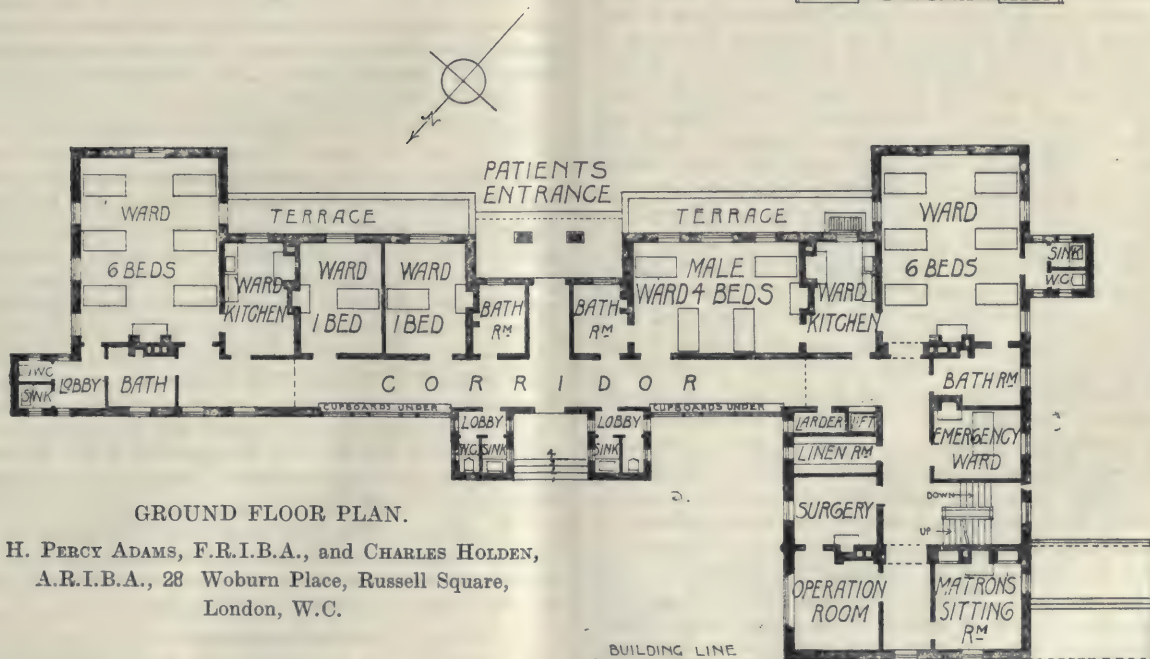 N
PATIENTS
ENTRANCE
TERRACE
TERRACE
WARD
6 BEDS
WARD
KITCHEN
WARD
1 BED
WARD
1 BED
BATH
RM
BATH
RM
MALE
WARD 4 BEDS
WARD
KITCHEN
WARD
6 BEDS
SINK
WC
WC
SINK
LOBBY
BATH
CORRIDOR
BATH RM
CUPBOARDS UNDER
CUPBOARDS UNDER
LOBBY
W.C.
SINK
LOBBY
SINK
LARDER
LIFT
LINEN RM
EMERGENCY
WARD
SURGERY
DOWN
UP
OPERATION
ROOM
MATRON'S
SITTING
RM
BUILDING LINE
GROUND FLOOR PLAN.
H. PERCY ADAMS, F.R.I.B.A., and CHARLES HOLDEN,
A.R.I.B.A., 28 Woburn Place, Russell Square,
London, W.C.